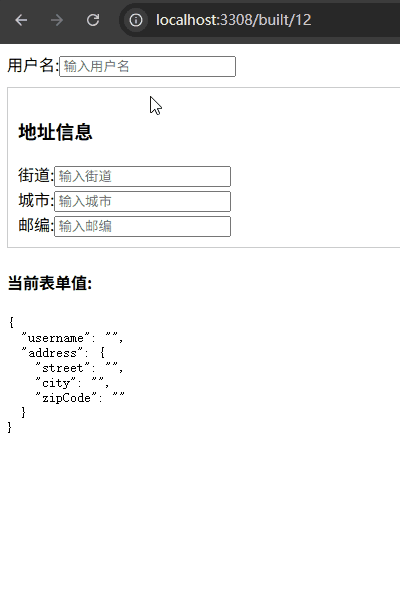 localhost:3308/built/12
用户名:输入用户名
地址信息
街道:输入街道
城市:输入城市
邮编:输入邮编
当前表单值:
{
  "username": "",
  "address": {
    "street": "",
    "city": "",
    "zipCode": ""
  }
}